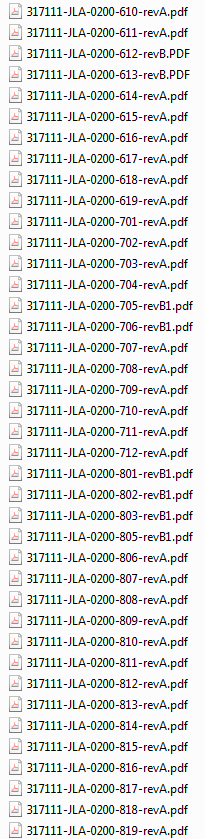 317111-JLA-0200-610-revA.pdf
317111-JLA-0200-611-revA.pdf
317111-JLA-0200-612-revB.PDF
317111-JLA-0200-613-revB.PDF
317111-JLA-0200-614-revA.pdf
317111-JLA-0200-615-revA.pdf
317111-JLA-0200-616-revA.pdf
317111-JLA-0200-617-revA.pdf
317111-JLA-0200-618-revA.pdf
317111-JLA-0200-619-revA.pdf
317111-JLA-0200-701-revA.pdf
317111-JLA-0200-702-revA.pdf
317111-JLA-0200-703-revA.pdf
317111-JLA-0200-704-revA.pdf
317111-JLA-0200-705-revB1.pdf
317111-JLA-0200-706-revB1.pdf
317111-JLA-0200-707-revA.pdf
317111-JLA-0200-708-revA.pdf
317111-JLA-0200-709-revA.pdf
317111-JLA-0200-710-revA.pdf
317111-JLA-0200-711-revA.pdf
317111-JLA-0200-712-revA.pdf
317111-JLA-0200-801-revB1.pdf
317111-JLA-0200-802-revB1.pdf
317111-JLA-0200-803-revB1.pdf
317111-JLA-0200-805-revB1.pdf
317111-JLA-0200-806-revA.pdf
317111-JLA-0200-807-revA.pdf
317111-JLA-0200-808-revA.pdf
317111-JLA-0200-809-revA.pdf
317111-JLA-0200-810-revA.pdf
317111-JLA-0200-811-revA.pdf
317111-JLA-0200-812-revA.pdf
317111-JLA-0200-813-revA.pdf
317111-JLA-0200-814-revA.pdf
317111-JLA-0200-815-revA.pdf
317111-JLA-0200-816-revA.pdf
317111-JLA-0200-817-revA.pdf
317111-JLA-0200-818-revA.pdf
317111-JLA-0200-819-revA.pdf